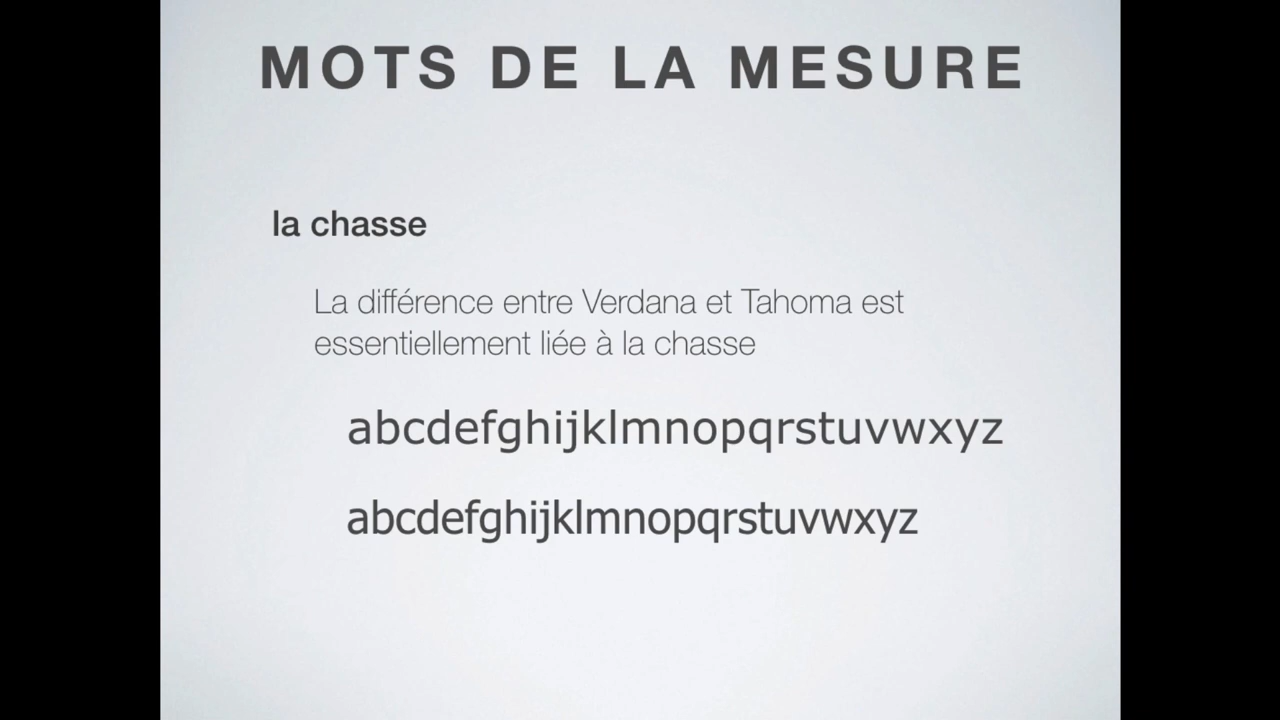 MOTS DE LA MESURE
la chasse
La différence entre Verdana et Tahoma est
essentiellement liée à la chasse
abcdefghijklmnopqrstuvwxyz
abcdefghijklmnopqrstuvwxyz